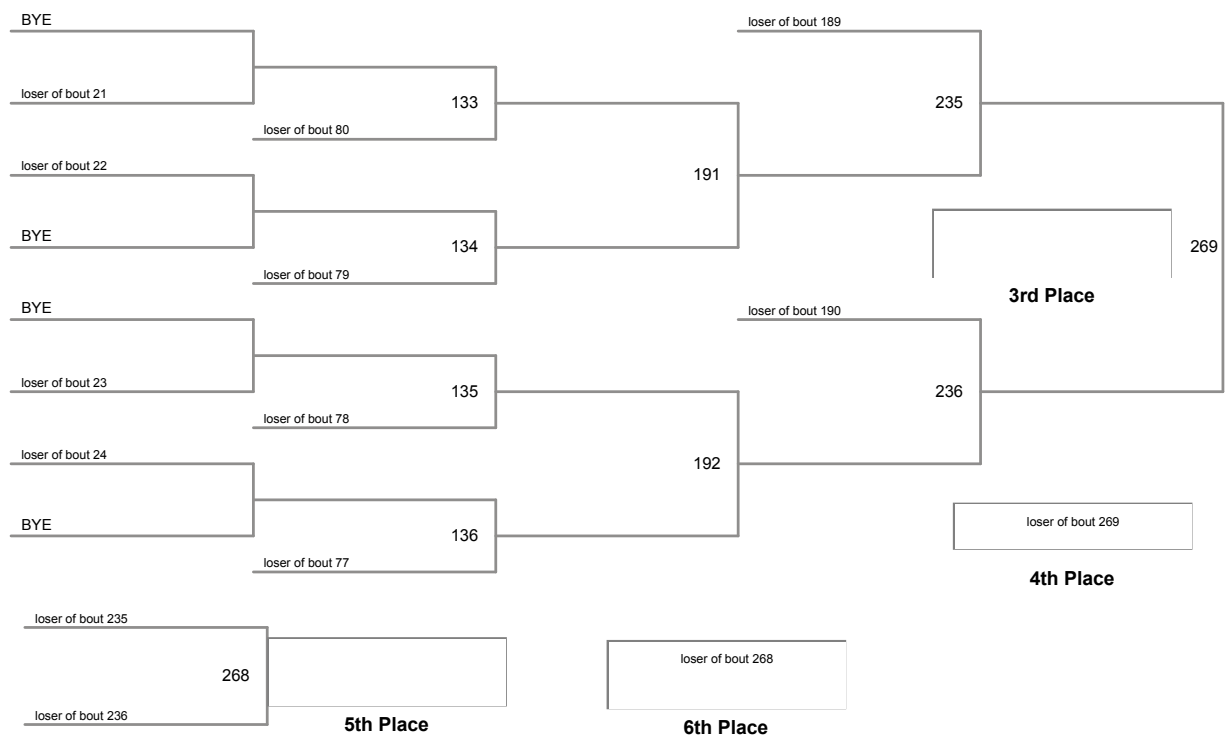 BYE
loser of bout 189
loser of bout 21
133
235
loser of bout 80
loser of bout 22
191
BYE
134
269
loser of bout 79
3rd Place
BYE
loser of bout 190
loser of bout 23
135
236
loser of bout 78
loser of bout 24
192
BYE
136
loser of bout 269
loser of bout 77
4th Place
loser of bout 235
268
loser of bout 268
loser of bout 236
5th Place
6th Place